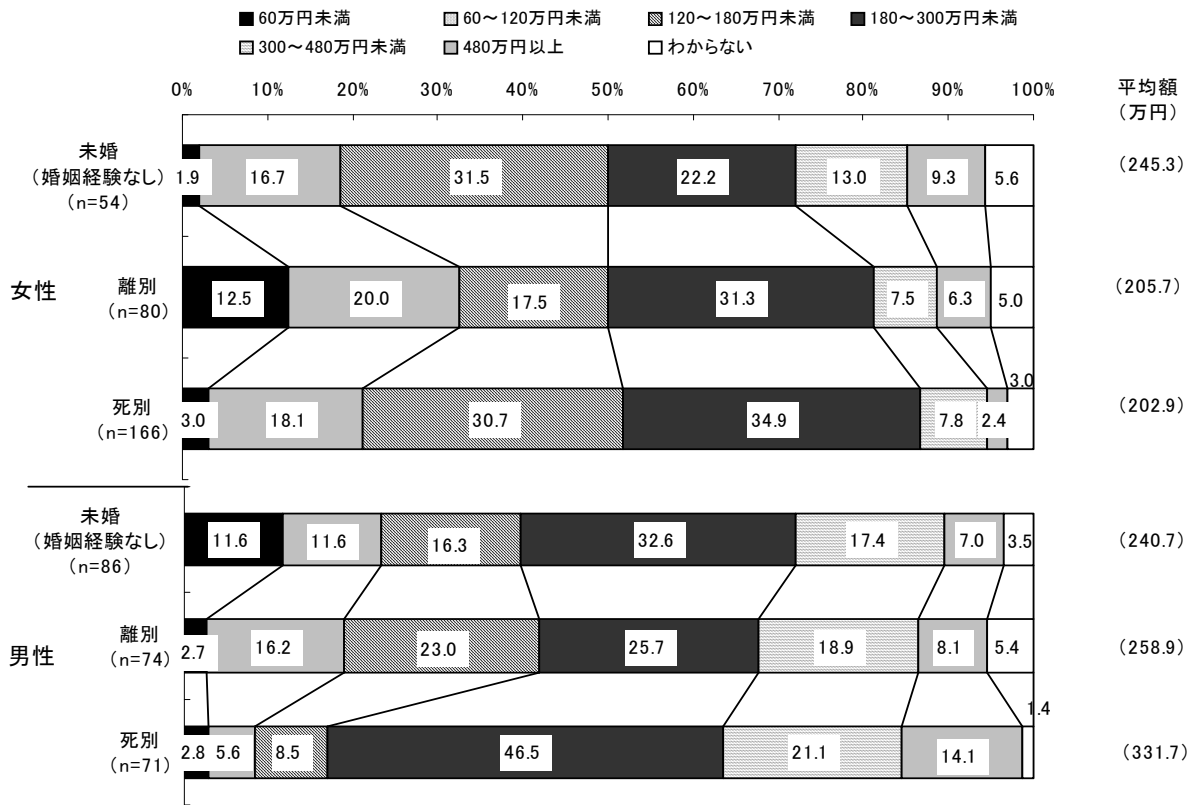 60万円未満 60～120万円未満 120～180万円未満 180～300万円未満
300～480万円未満 480万円以上 わからない
0% 10% 20% 30% 40% 50% 60% 70% 80% 90% 100%
平均額
（万円）
女性
未婚
（婚姻経験なし）
（n=54）
1.9 16.7 31.5 22.2 13.0 9.3 5.6 （245.3）
離別
（n=80）
12.5 20.0 17.5 31.3 7.5 6.3 5.0 （205.7）
死別
（n=166）
3.0 18.1 30.7 34.9 7.8 2.4 3.0 （202.9）
男性
未婚
（婚姻経験なし）
（n=86）
11.6 11.6 16.3 32.6 17.4 7.0 3.5 （240.7）
離別
（n=74）
2.7 16.2 23.0 25.7 18.9 8.1 5.4 （258.9）
死別
（n=71）
2.8 5.6 8.5 46.5 21.1 14.1 1.4 （331.7）